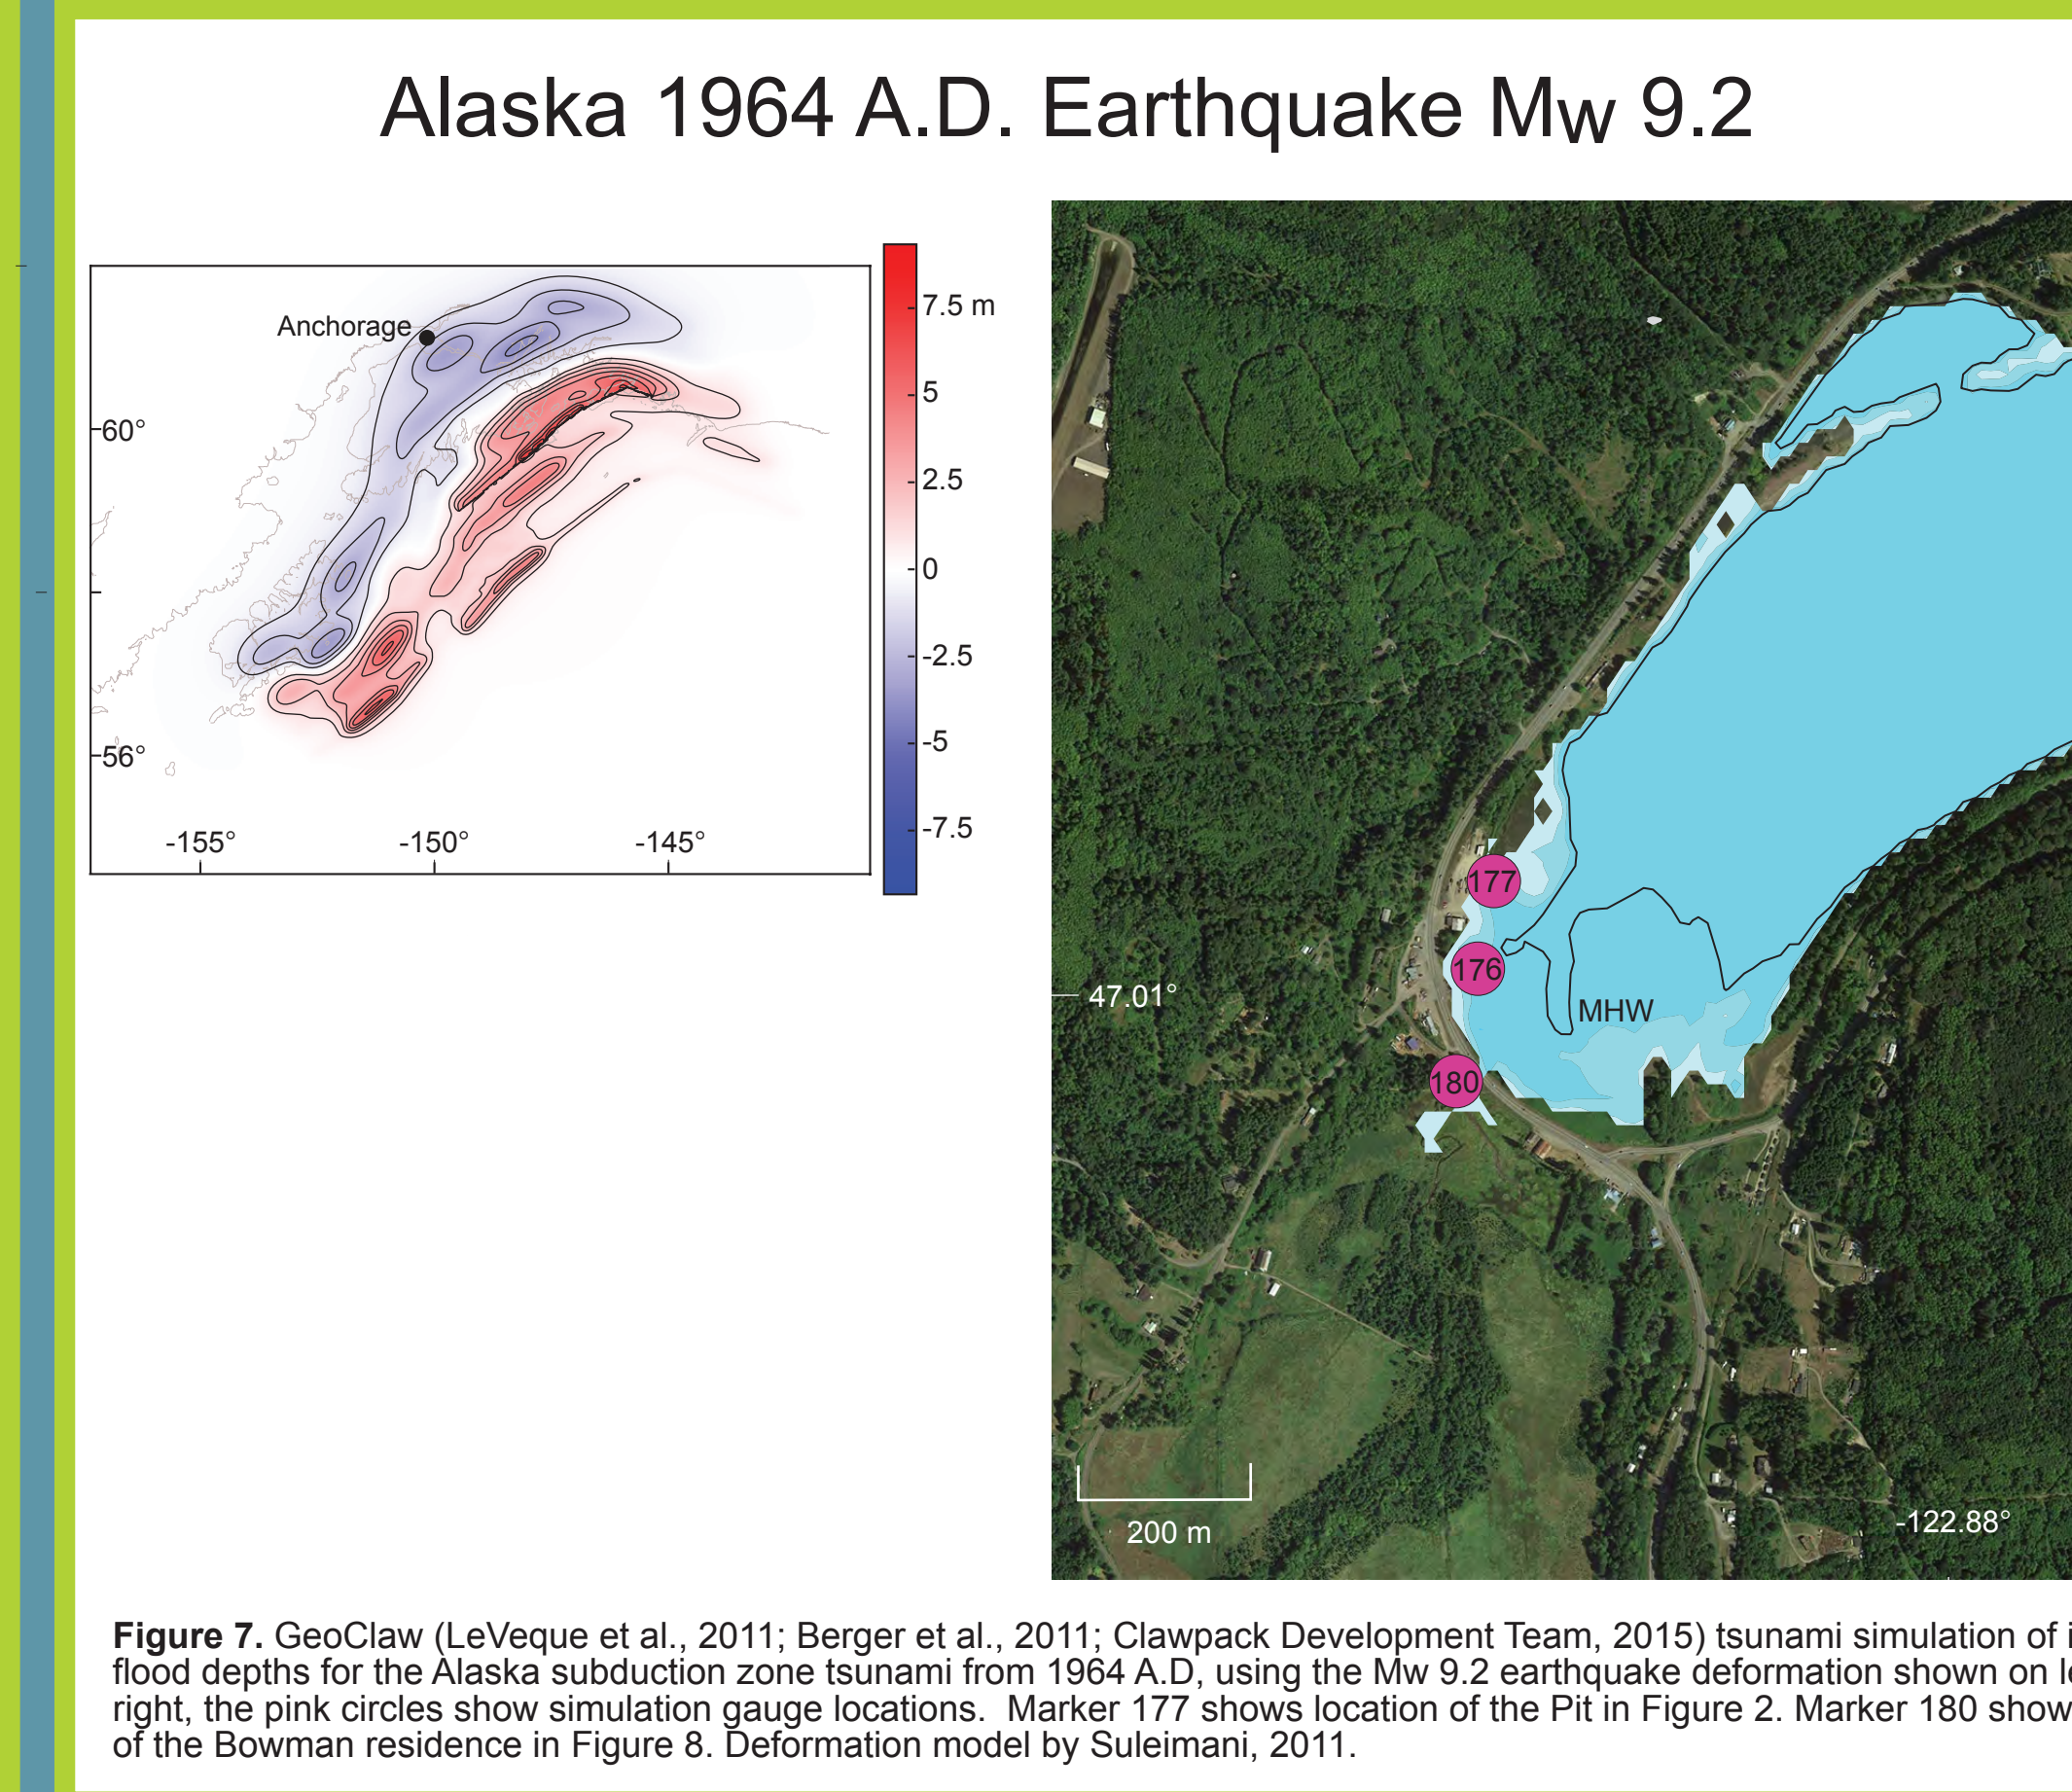 Alaska 1964 A.D. Earthquake Mw 9.2
Anchorage
7.5 m
5
2.5
0
-2.5
-5
-7.5
60°
56°
-155°
-150°
-145°
177
176
180
MHW
47.01°
200 m
-122.88°
Figure 7. GeoClaw (LeVeque et al., 2011; Berger et al., 2011; Clawpack Development Team, 2015) tsunami simulation of
flood depths for the Alaska subduction zone tsunami from 1964 A.D, using the Mw 9.2 earthquake deformation shown on
right, the pink circles show simulation gauge locations.  Marker 177 shows location of the Pit in Figure 2. Marker 180 show
of the Bowman residence in Figure 8. Deformation model by Suleimani, 2011.